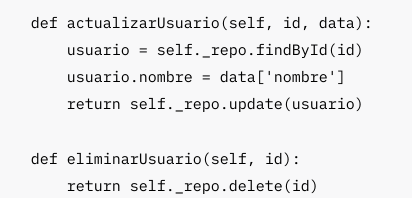 def actualizarUsuario(self, id, data):
    usuario = self._repo.findById(id)
    usuario.nombre = data['nombre']
    return self._repo.update(usuario)

def eliminarUsuario(self, id):
    return self._repo.delete(id)